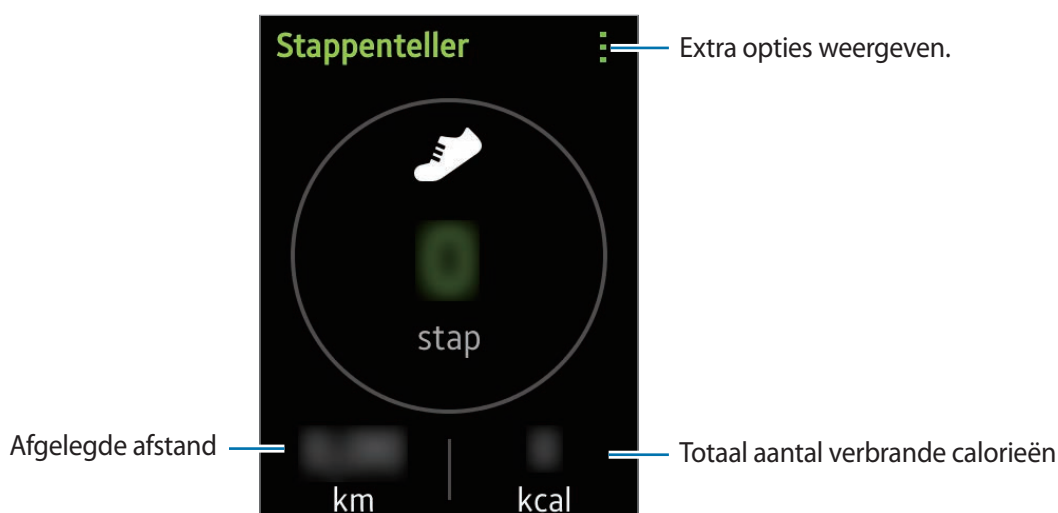 Stappenteller
Extra opties weergeven.
stap
Afgelegde afstand
Totaal aantal verbrande calorieën
km
kcal